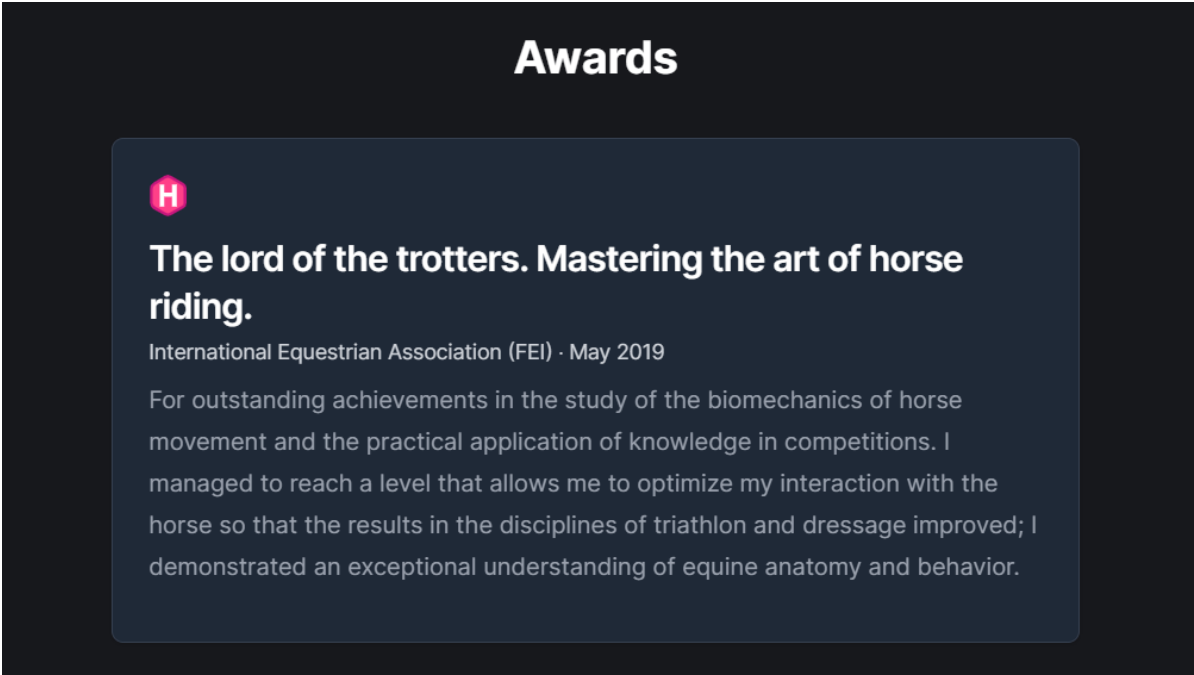 Awards
H
The lord of the trotters. Mastering the art of horse
riding.
International Equestrian Association (FEI) · May 2019
For outstanding achievements in the study of the biomechanics of horse
movement and the practical application of knowledge in competitions. I
managed to reach a level that allows me to optimize my interaction with the
horse so that the results in the disciplines of triathlon and dressage improved; I
demonstrated an exceptional understanding of equine anatomy and behavior.